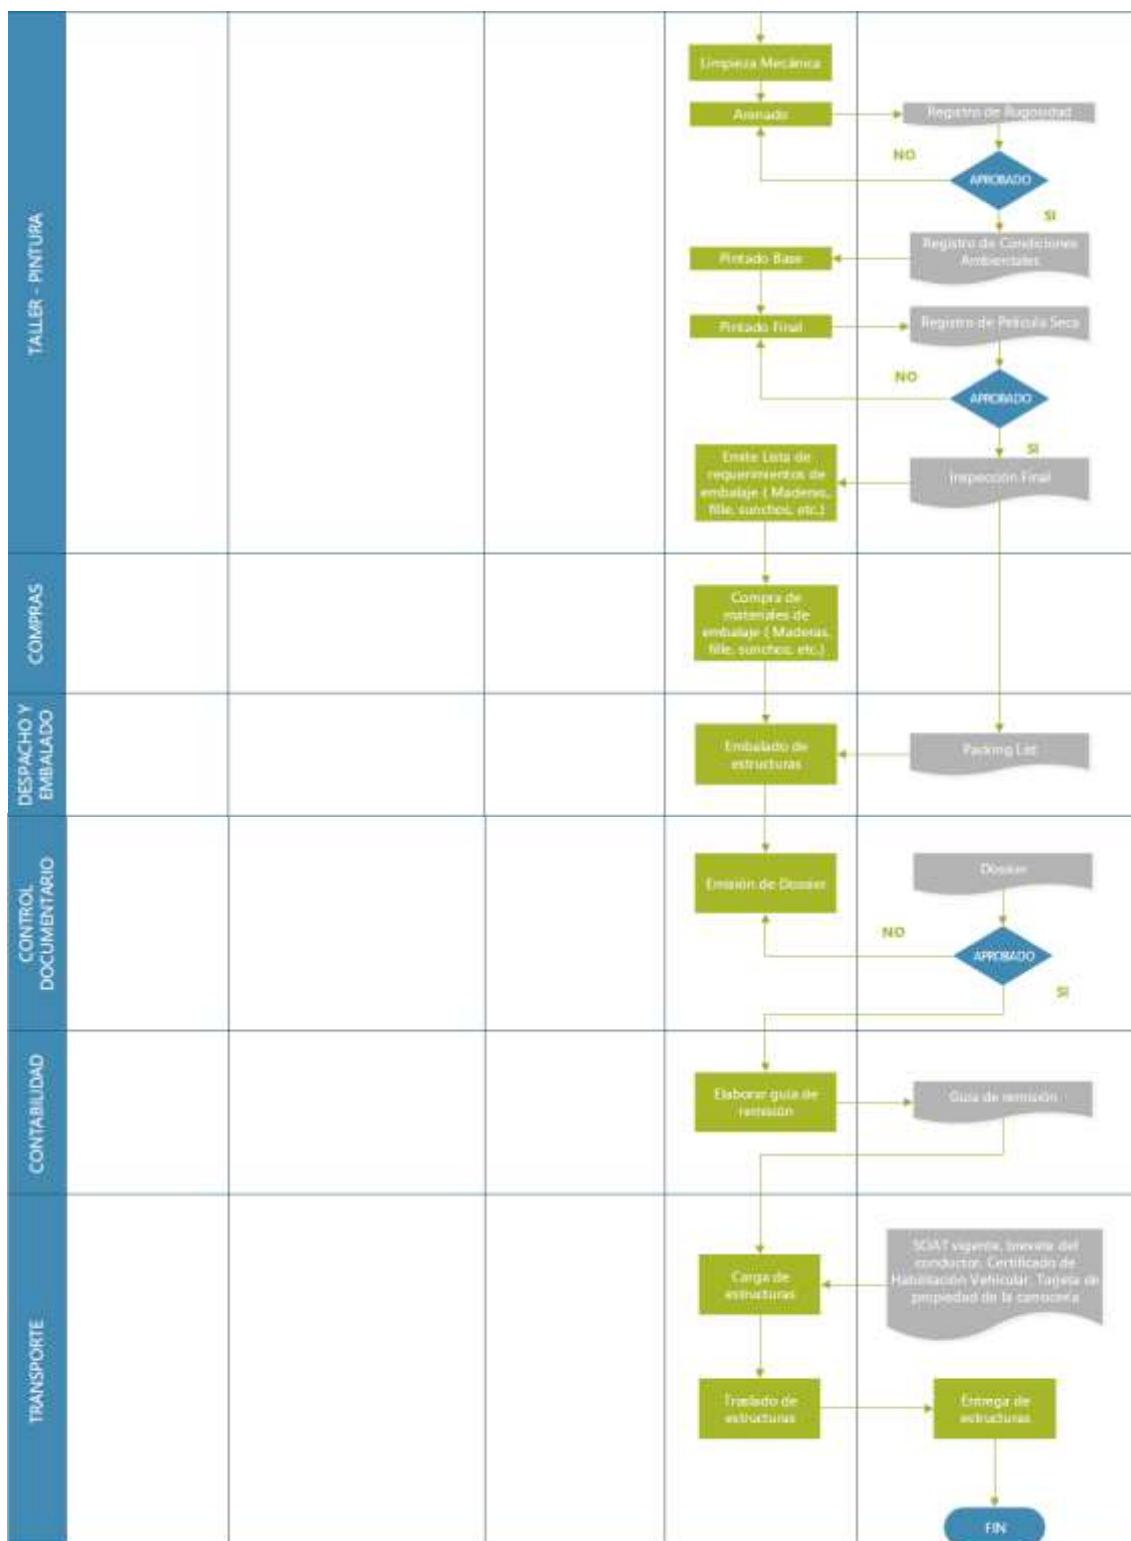 TALLER - PINTURA
Limpieza Mecánica
Arenado
Registro de Rugosidad
NO
APROBADO
SI
Registro de Condiciones
Ambientales
Pintado Base
Pintado Final
Registro de Película Seca
NO
APROBADO
SI
Emite Lista de
requerimientos de
embalaje ( Maderas,
fille, sunchos, etc.)
Inspección Final
COMPRAS
Compra de
materiales de
embalaje ( Maderas,
fille, sunchos, etc.)
DESPACHO Y
EMBALADO
Embalado de
estructuras
Packing List
CONTROL
DOCUMENTARIO
Emisión de Dossier
Dossier
NO
APROBADO
SI
CONTABILIDAD
Elaborar guía de
remisión
Guía de remisión
TRANSPORTE
Carga de
estructuras
SOAT vigente, brevete del
conductor, Certificado de
Habilitación Vehicular, Tarjeta de
propiedad de la carrocería
Traslado de
estructuras
Entrega de
estructuras
FIN